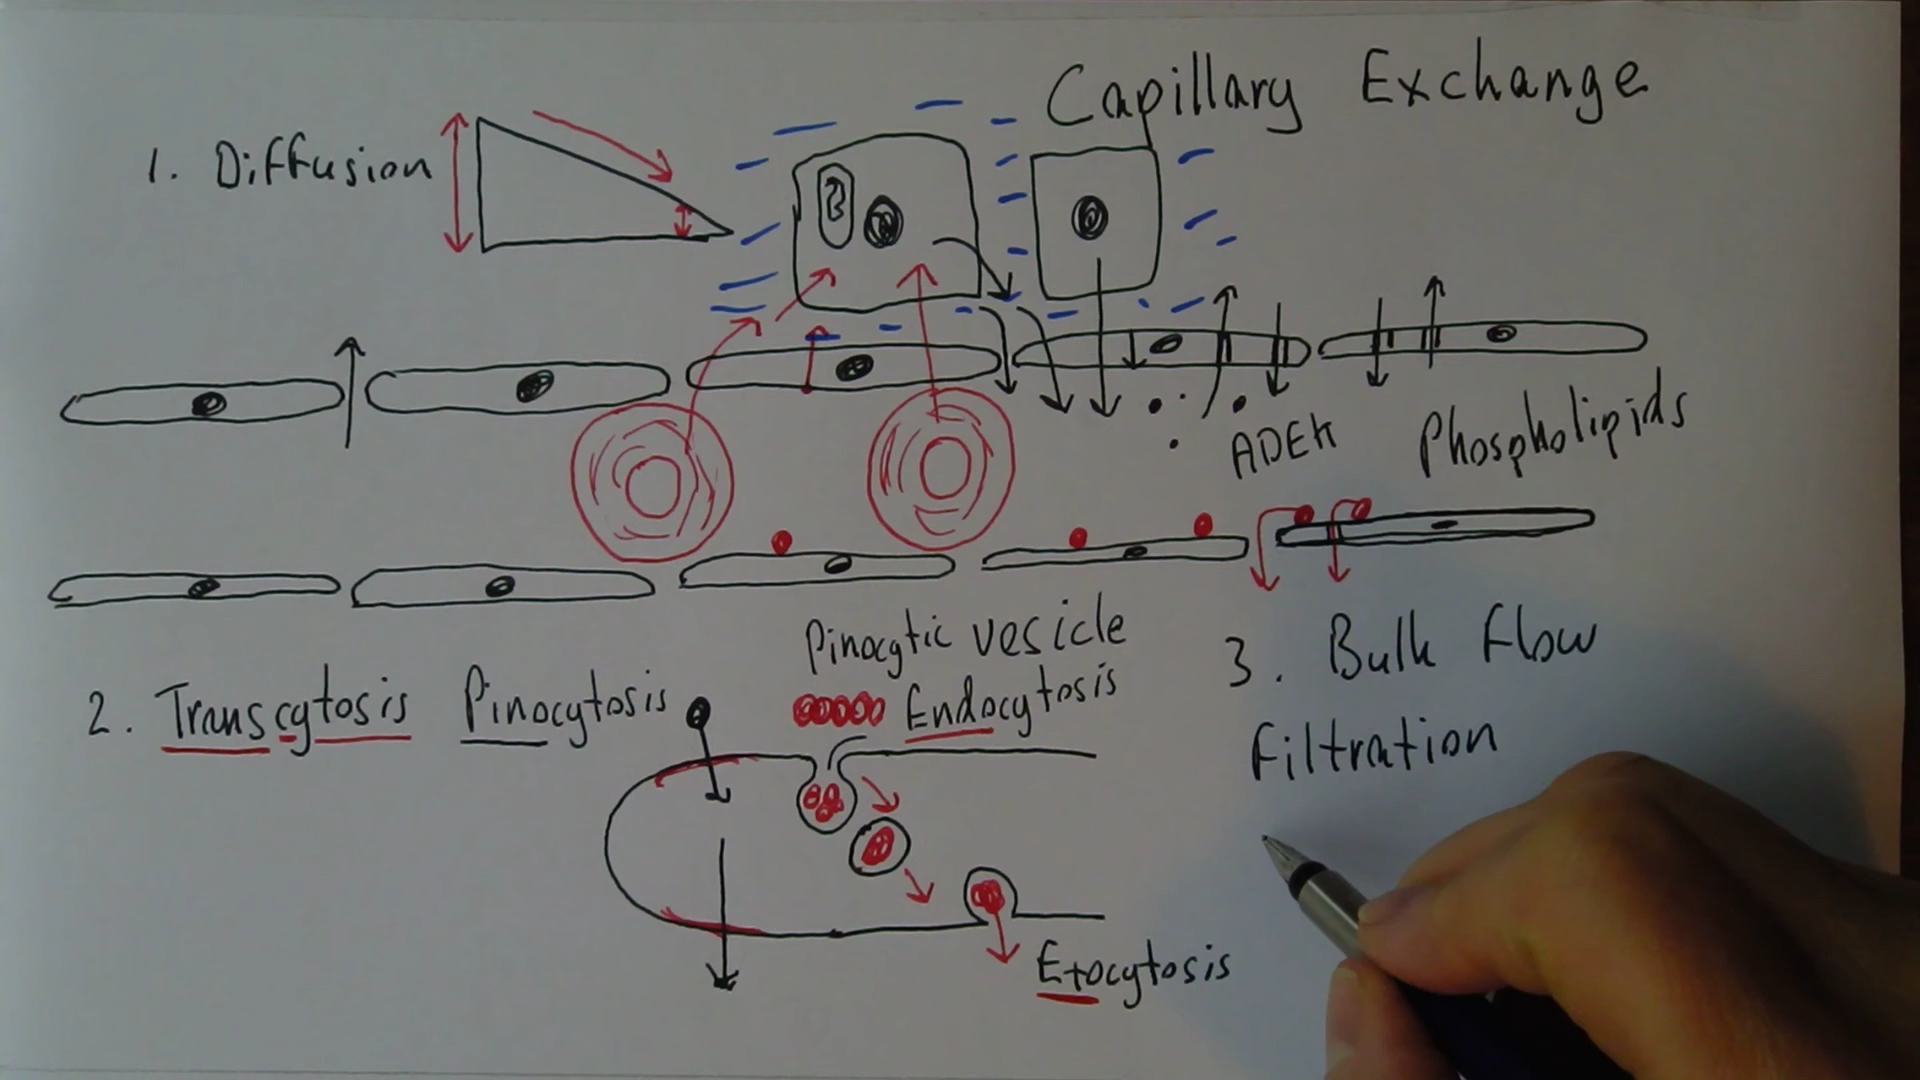 Capillary Exchange
1. Diffusion
ADEK
Phospholipids
Pinocytic vesicle
2. Transcytosis Pinocytosis
Endocytosis
3. Bulk Flow
Filtration
Exocytosis